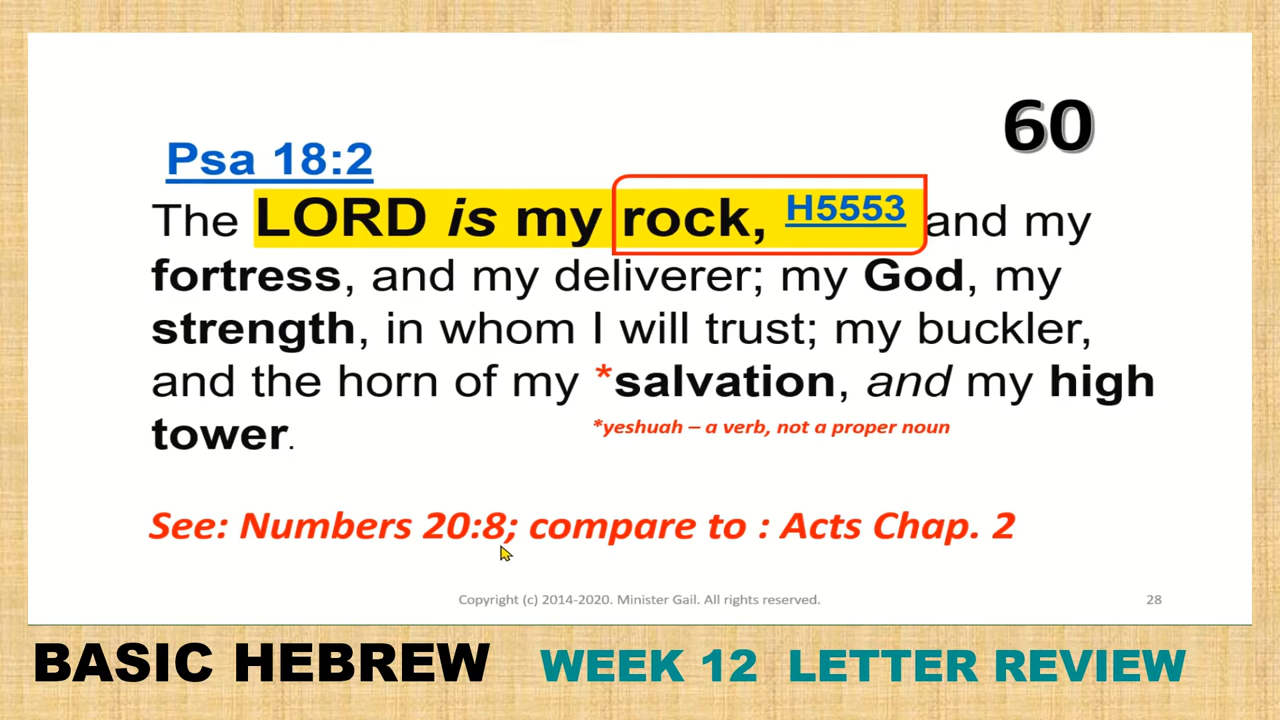 60
Psa 18:2
The LORD is my rock, H5553 and my
fortress, and my deliverer; my God, my
strength, in whom I will trust; my buckler,
and the horn of my *salvation, and my high
tower.
*yeshuah – a verb, not a proper noun
See: Numbers 20:8; compare to : Acts Chap. 2
Copyright (c) 2014-2020. Minister Gail. All rights reserved.
28
BASIC HEBREW WEEK 12 LETTER REVIEW